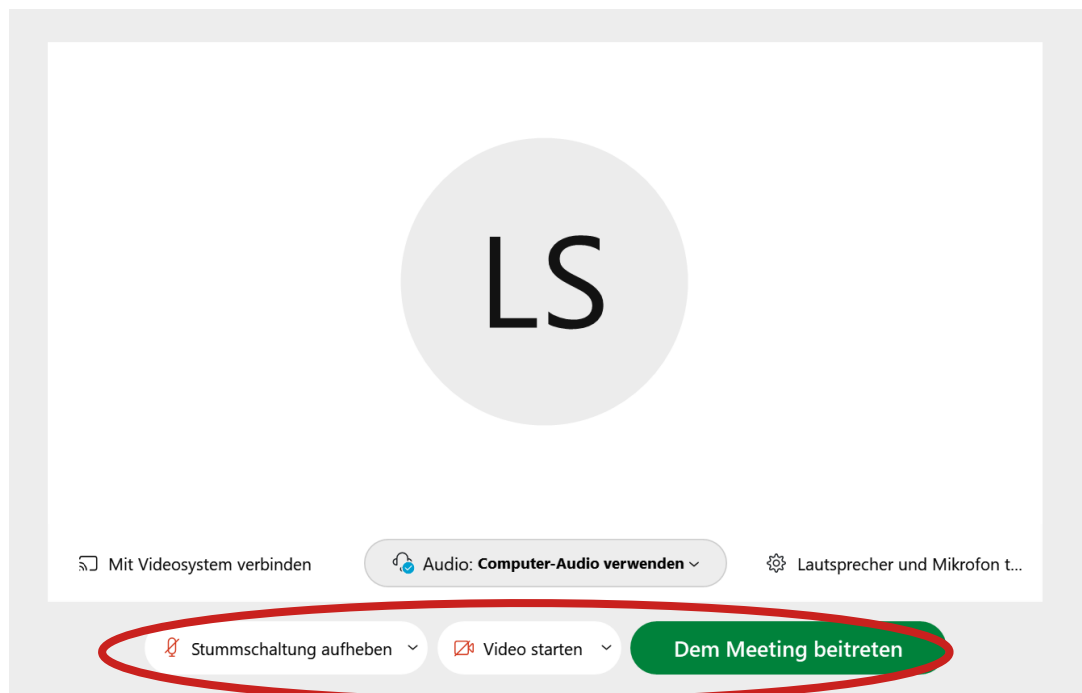 LS
Mit Videosystem verbinden
Audio: Computer-Audio verwenden
Lautsprecher und Mikrofon t...
Stummschaltung aufheben
Video starten
Dem Meeting beitreten